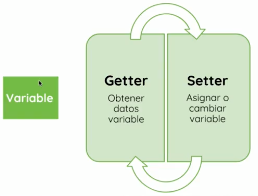 Variable
Getter
Obtener
datos
variable
Setter
Asignar o
cambiar
variable